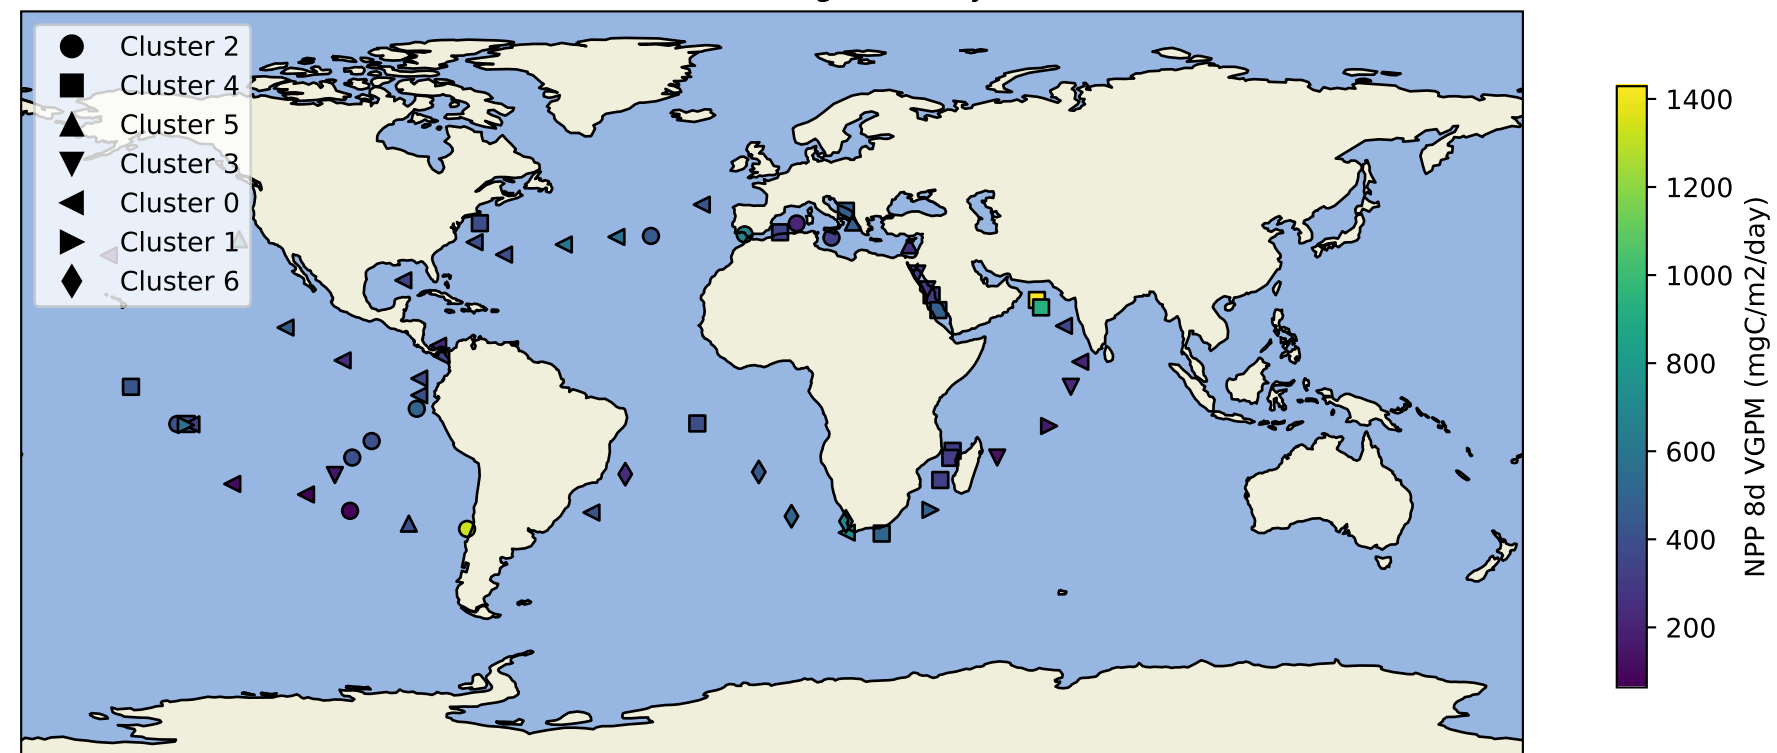 Cluster 2
Cluster 4
Cluster 5
Cluster 3
Cluster 0
Cluster 1
Cluster 6
1400
1200
1000
800
600
400
200
NPP 8d VGPM (mgC/m2/day)